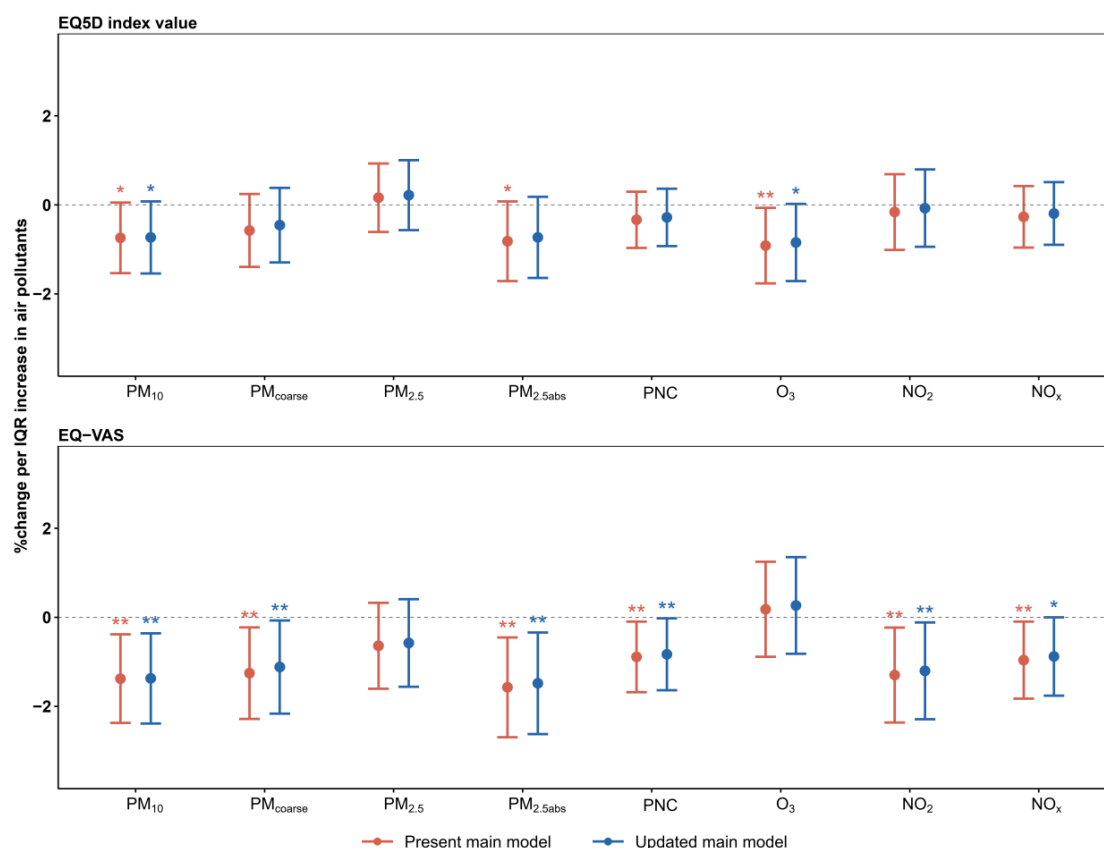 EQ5D index value
%change per IQR increase in air pollutants
2
0
−2
* * * ** *
PM10 PMcoarse PM2.5 PM2.5abs PNC O3 NO2 NOx
EQ−VAS
2
0
−2
** ** ** ** ** ** ** ** ** ** ** *
PM10 PMcoarse PM2.5 PM2.5abs PNC O3 NO2 NOx
Present main model Updated main model